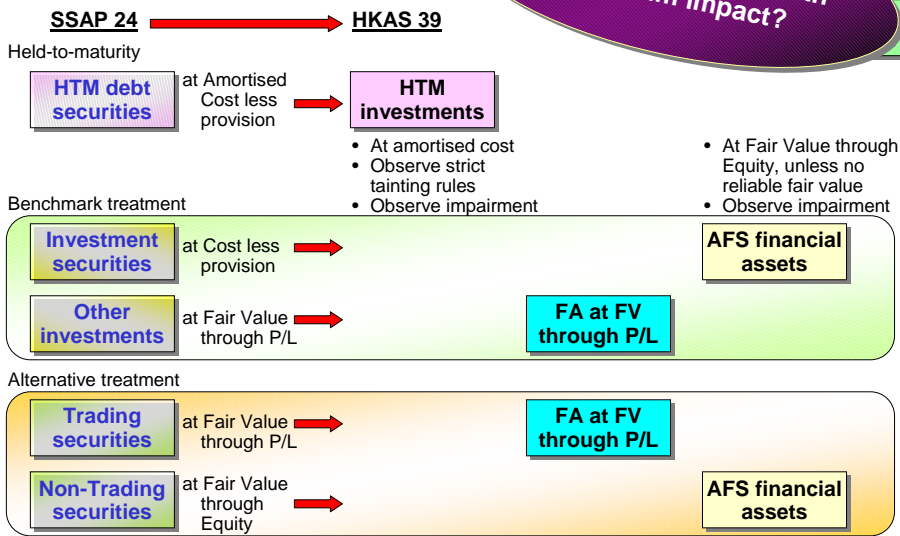 SSAP 24
HKAS 39
impact?
Held-to-maturity
HTM debt
securities
at Amortised
Cost less
provision
HTM
investments
• At amortised cost
• Observe strict
tainting rules
• Observe impairment
• At Fair Value through
Equity, unless no
reliable fair value
• Observe impairment
Benchmark treatment
Investment
securities
at Cost less
provision
AFS financial
assets
Other
investments
at Fair Value
through P/L
FA at FV
through P/L
Alternative treatment
Trading
securities
at Fair Value
through P/L
FA at FV
through P/L
Non-Trading
securities
at Fair Value
through
Equity
AFS financial
assets